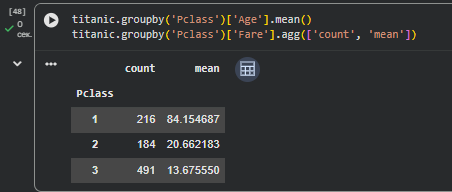 [48]
titanic.groupby('Pclass')['Age'].mean()
0
titanic.groupby('Pclass')['Fare'].agg(['count', 'mean'])
сек.
count mean
Pclass
1 216 84.154687
2 184 20.662183
3 491 13.675550